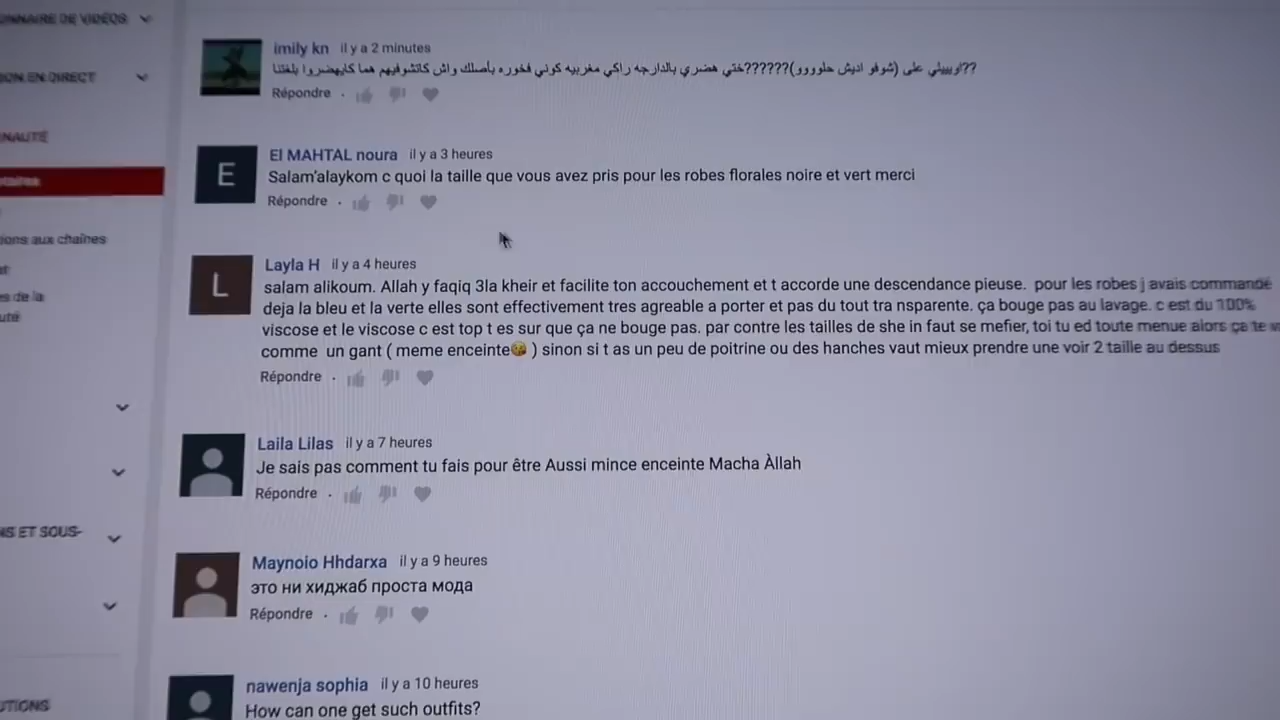 NNAIRE DE VIDÉOS
ION EN DIRECT
NAUTÉ
ntaires
ions aux chaînes
s de la
uté
NS ET SOUS-
UTIONS
imily kn il y a 2 minutes
??اويييلي على (شوفو اديش حلوووو)??????ختي هضري بالدارجه راكي مغربيه كوني فخوره بأصلك واش كاتشوفيهم هما كايهضروا بلغتنا
Répondre
E
El MAHTAL noura il y a 3 heures
Salam'alaykom c quoi la taille que vous avez pris pour les robes florales noire et vert merci
Répondre
L
Layla H il y a 4 heures
salam alikoum. Allah y faqiq 3la kheir et facilite ton accouchement et t accorde une descendance pieuse. pour les robes j avais commandé
deja la bleu et la verte elles sont effectivement tres agreable a porter et pas du tout tra nsparente. ça bouge pas au lavage. c est du 100%
viscose et le viscose c est top t es sur que ça ne bouge pas. par contre les tailles de she in faut se mefier, toi tu ed toute menue alors ça te
comme un gant ( meme enceinte😘 ) sinon si t as un peu de poitrine ou des hanches vaut mieux prendre une voir 2 taille au dessus
Répondre
Laila Lilas il y a 7 heures
Je sais pas comment tu fais pour être Aussi mince enceinte Macha Àllah
Répondre
Maynoio Hhdarxa il y a 9 heures
это ни хиджаб проста мода
Répondre
nawenja sophia il y a 10 heures
How can one get such outfits?